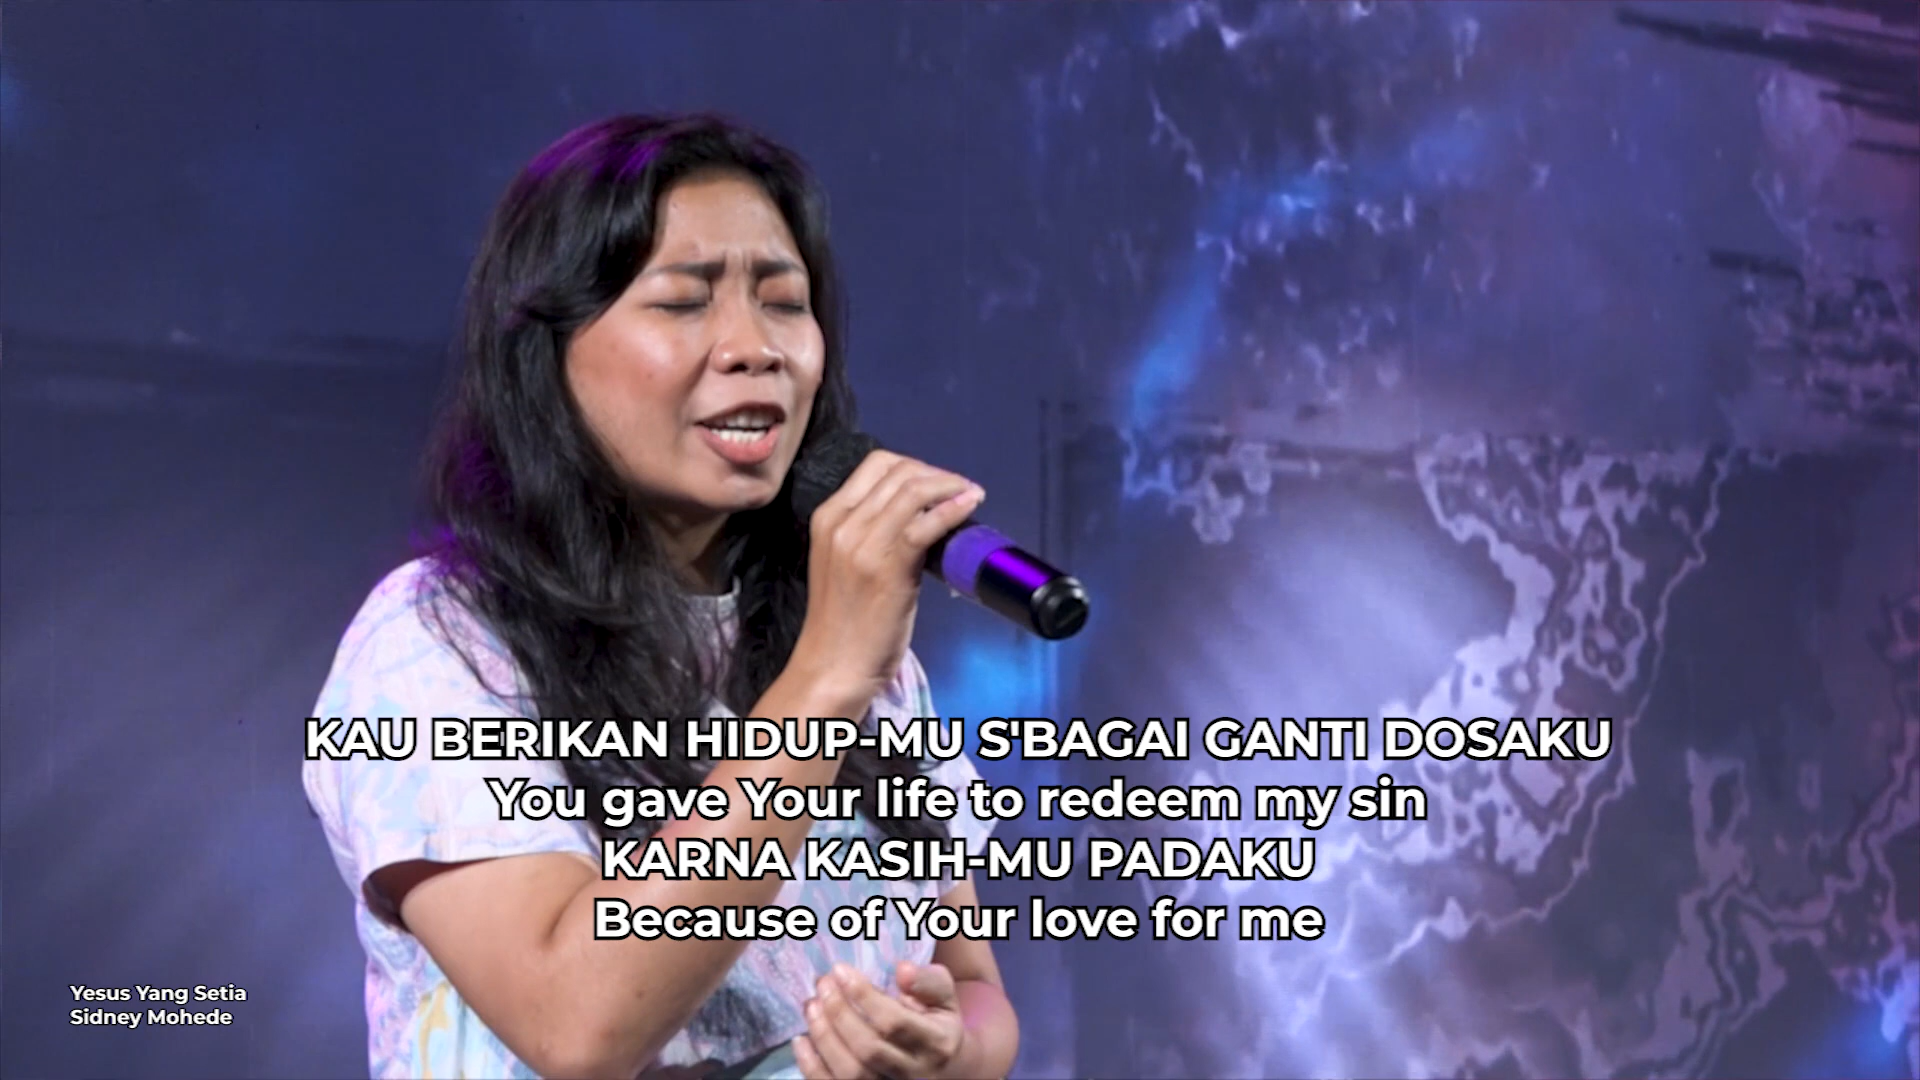 KAU BERIKAN HIDUP-MU S'BAGAI GANTI DOSAKU
You gave Your life to redeem my sin
KARNA KASIH-MU PADAKU
Because of Your love for me
Yesus Yang Setia
Sidney Mohede